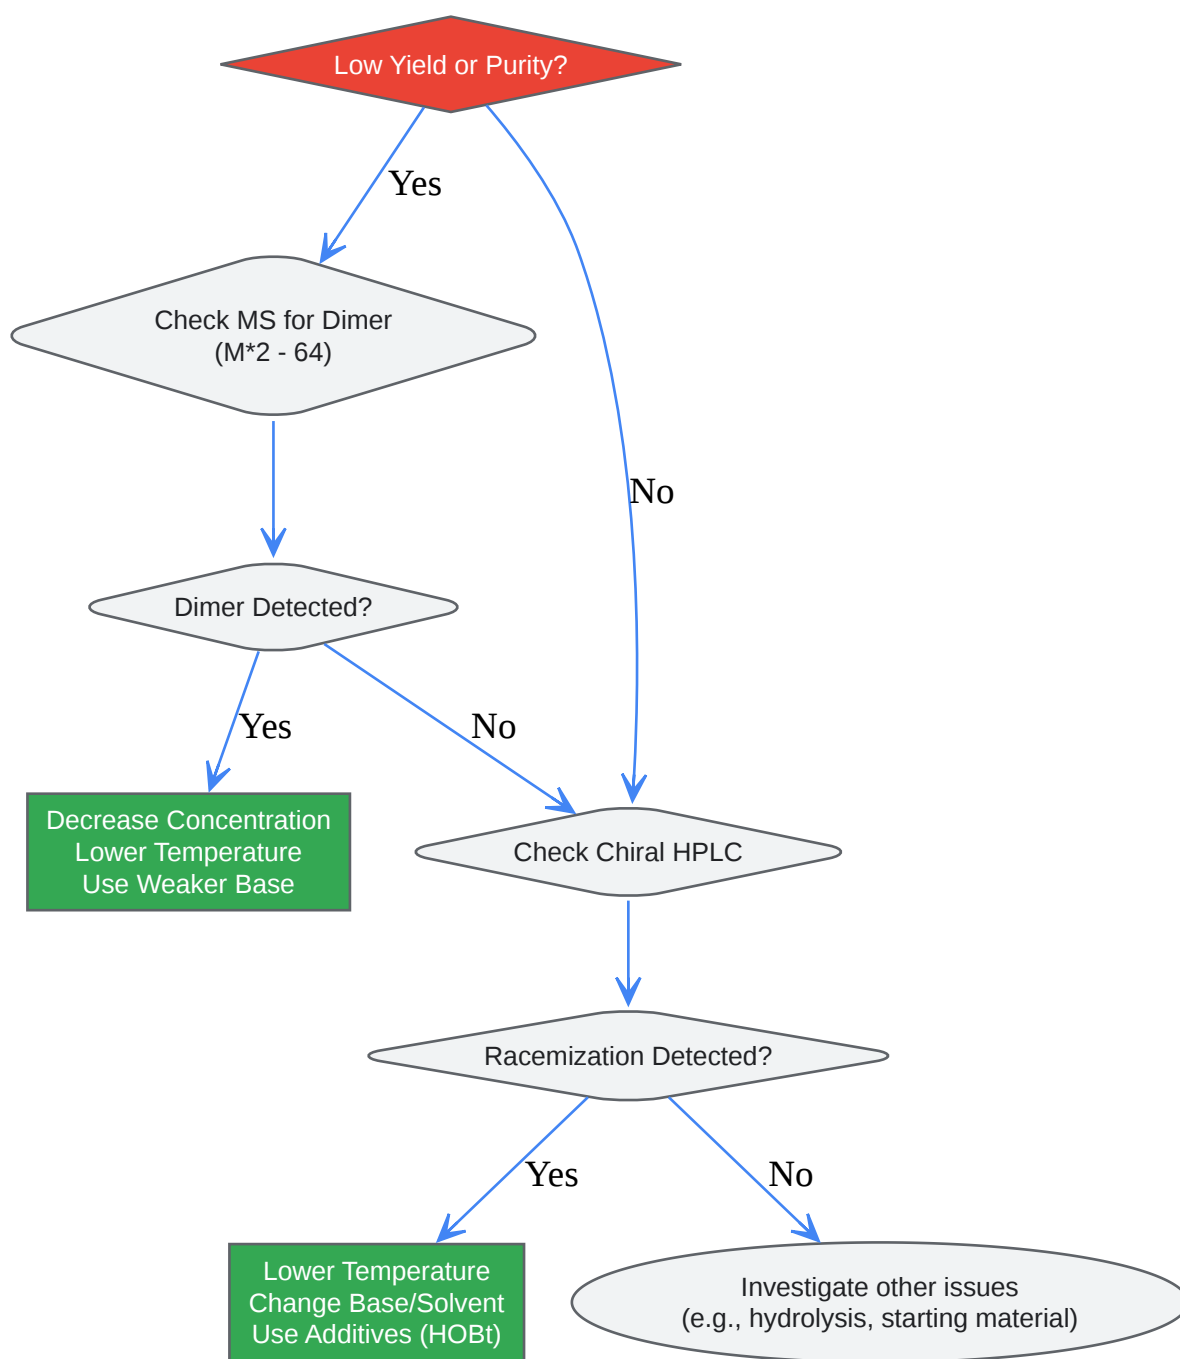 Low Yield or Purity?
Yes
Check MS for Dimer
(M*2 - 64)
No
Dimer Detected?
Yes
No
Decrease Concentration
Lower Temperature
Use Weaker Base
Check Chiral HPLC
Racemization Detected?
Yes
No
Lower Temperature
Change Base/Solvent
Use Additives (HOBt)
Investigate other issues
(e.g., hydrolysis, starting material)